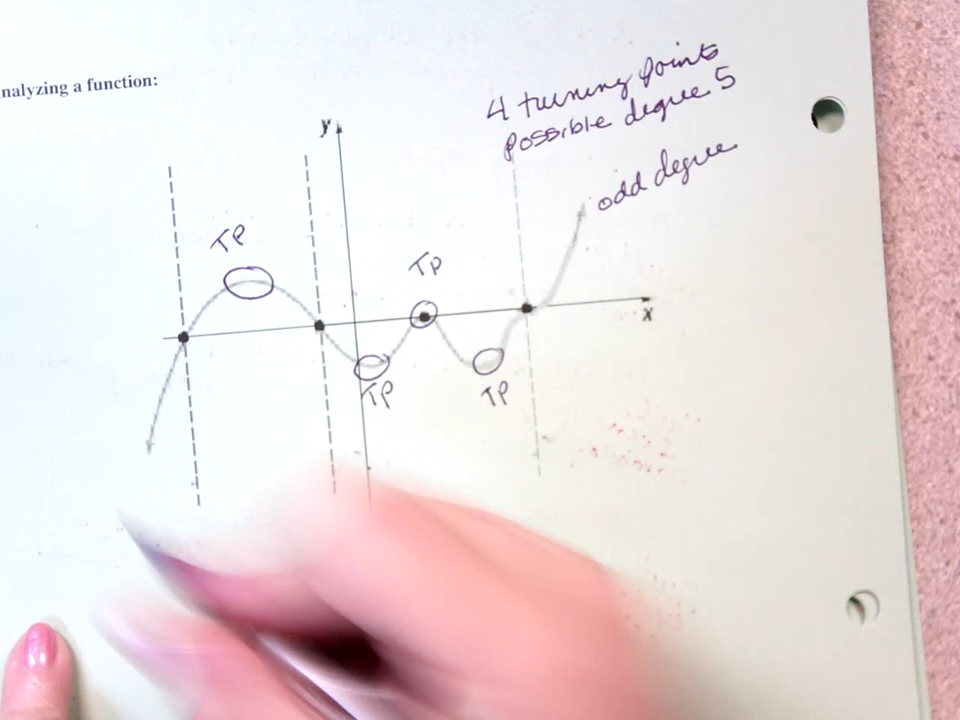 nalyzing a function:
4 turning points
possible degree 5
odd degree
y
TP
TP
x
TP
TP